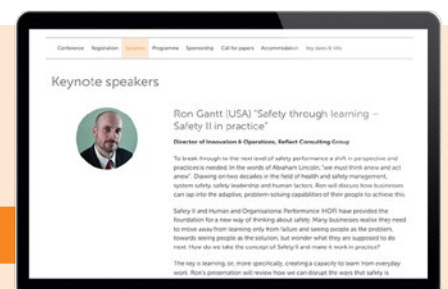 Conference Registration Speakers Programme Sponsorship Call for papers Accommodation Key dates & info
Keynote speakers
Ron Gantt (USA) "Safety through learning –
Safety II in practice"
Director of Innovation & Operations, Reflect Consulting Group
To break through to the next level of safety performance a shift in perspective and
practices is needed. In the words of Abraham Lincoln, "we must think anew and act
anew". Drawing on two decades in the field of health and safety management,
system safety, safety leadership and human factors, Ron will discuss how businesses
can tap into the adaptive, problem-solving capabilities of their people to achieve this.
Safety II and Human and Organisational Performance (HOP) have provided the
foundation for a new way of thinking about safety. Many businesses realise they need
to move away from learning only from failure and seeing people as the problem,
towards seeing people as the solution, but wonder what they are supposed to do
next. How do we take the concept of Safety II and make it work in practice?
The key is learning, or, more specifically, creating a capacity to learn from everyday
work. Ron's presentation will review how we can disrupt the ways that safety is